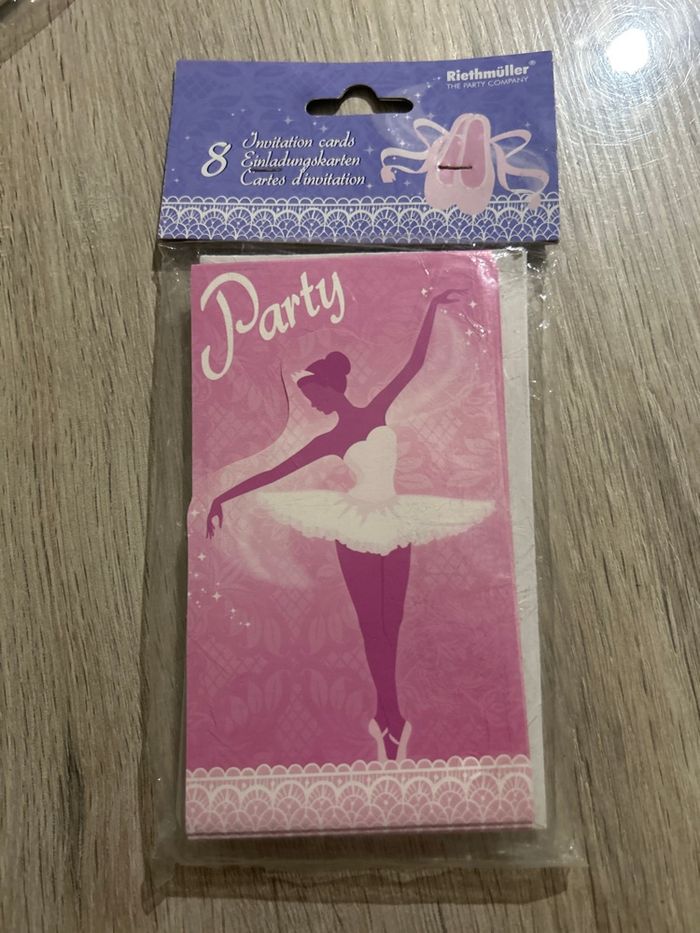 Riethmüller®
THE PARTY COMPANY
8
Invitation cards
Einladungskarten
Cartes d'invitation
Party